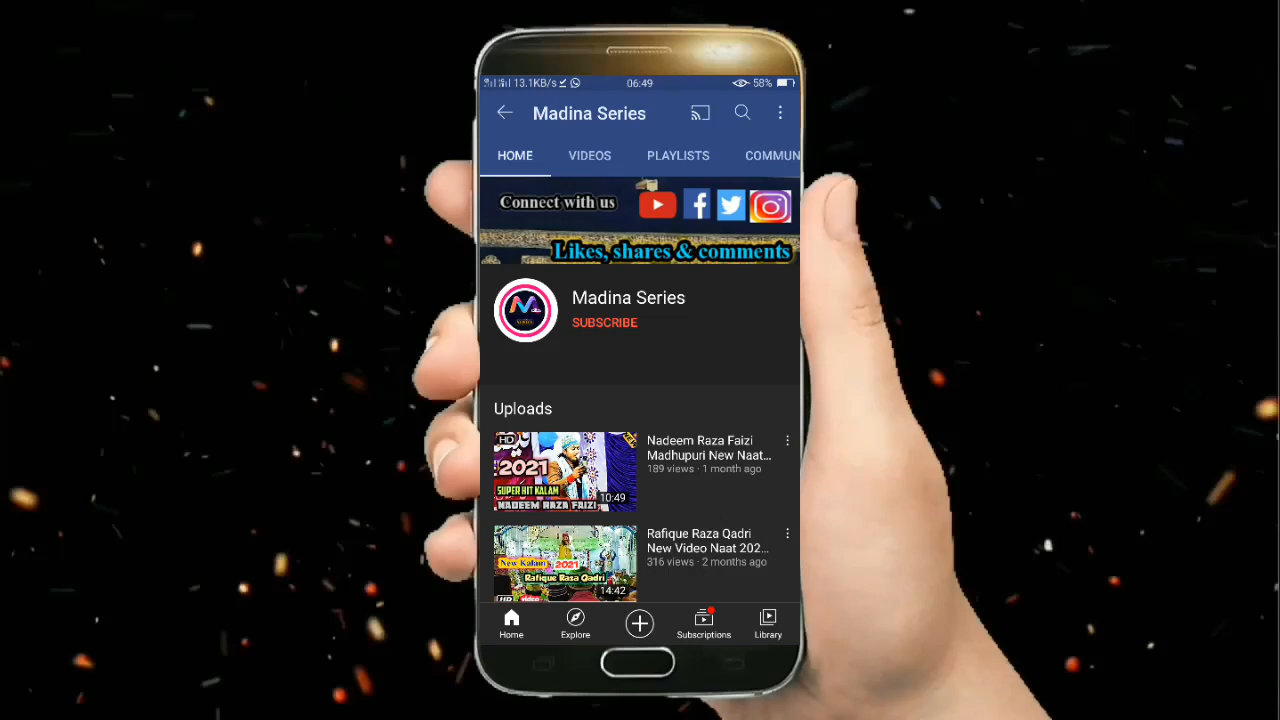 13.1KB/s 06:49 58%
Madina Series
HOME VIDEOS PLAYLISTS COMMUN
Connect with us
Likes, shares & comments
Madina Series
SUBSCRIBE
Uploads
HD
2021
SUPER HIT KALAM
NADEEM RAZA FAIZI
10:49
Nadeem Raza Faizi
Madhupuri New Naat...
189 views · 1 month ago
New Kalam 2021
Rafique Rasa Qadri
HD video
14:42
Rafique Raza Qadri
New Video Naat 202...
316 views · 2 months ago
Home Explore Subscriptions Library